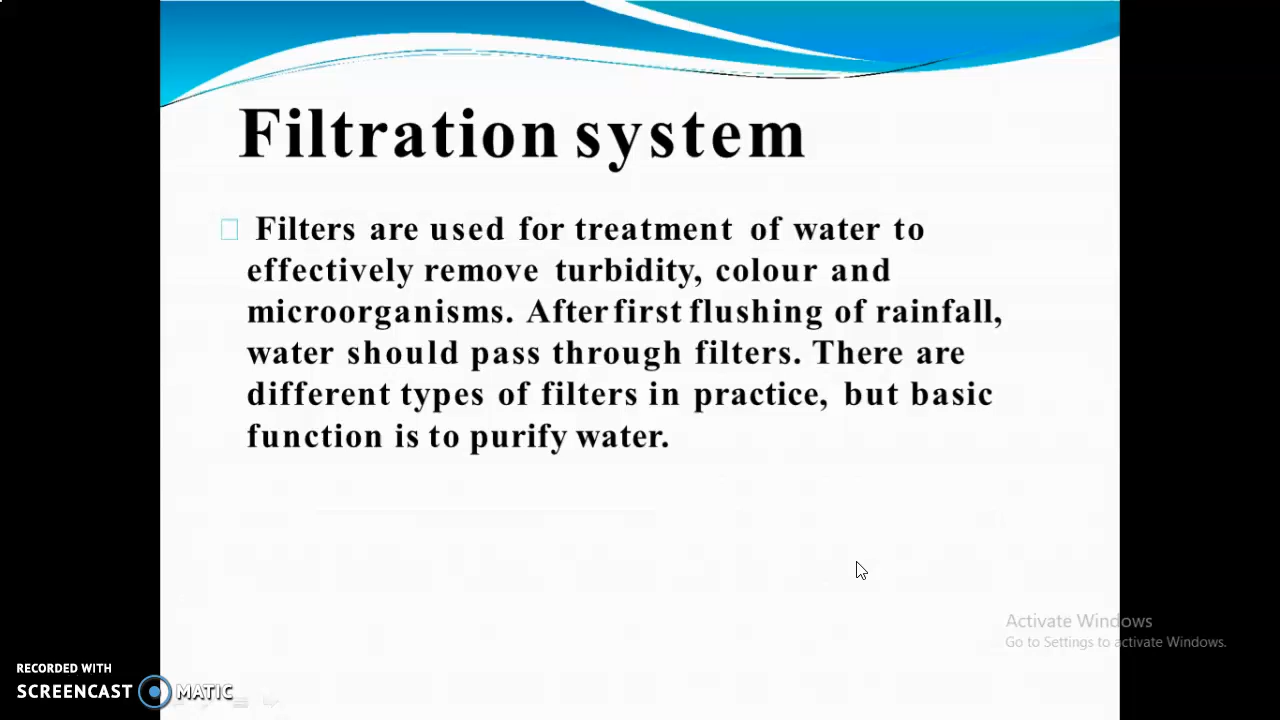 Filtration system
Filters are used for treatment of water to
effectively remove turbidity, colour and
microorganisms. After first flushing of rainfall,
water should pass through filters. There are
different types of filters in practice, but basic
function is to purify water.
Activate Windows
Go to Settings to activate Windows.
RECORDED WITH
SCREENCAST MATIC